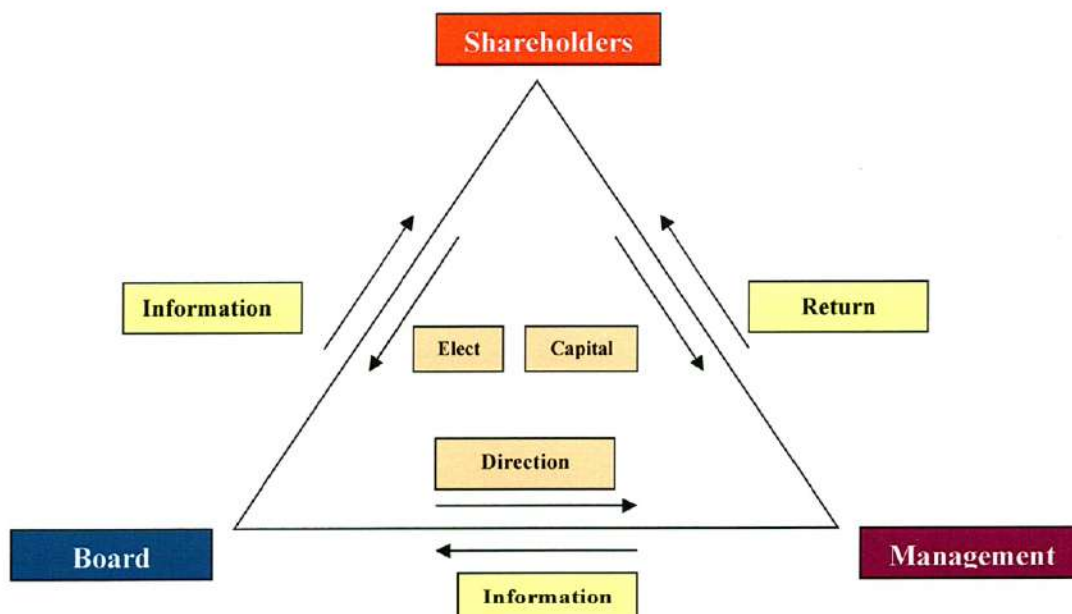 Shareholders
Information
Return
Elect
Capital
Direction
Board
Management
Information